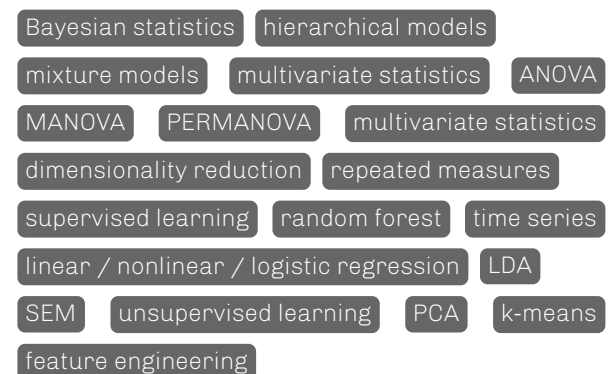 Bayesian statistics hierarchical models
mixture models multivariate statistics ANOVA
MANOVA PERMANOVA multivariate statistics
dimensionality reduction repeated measures
supervised learning random forest time series
linear / nonlinear / logistic regression LDA
SEM unsupervised learning PCA k-means
feature engineering